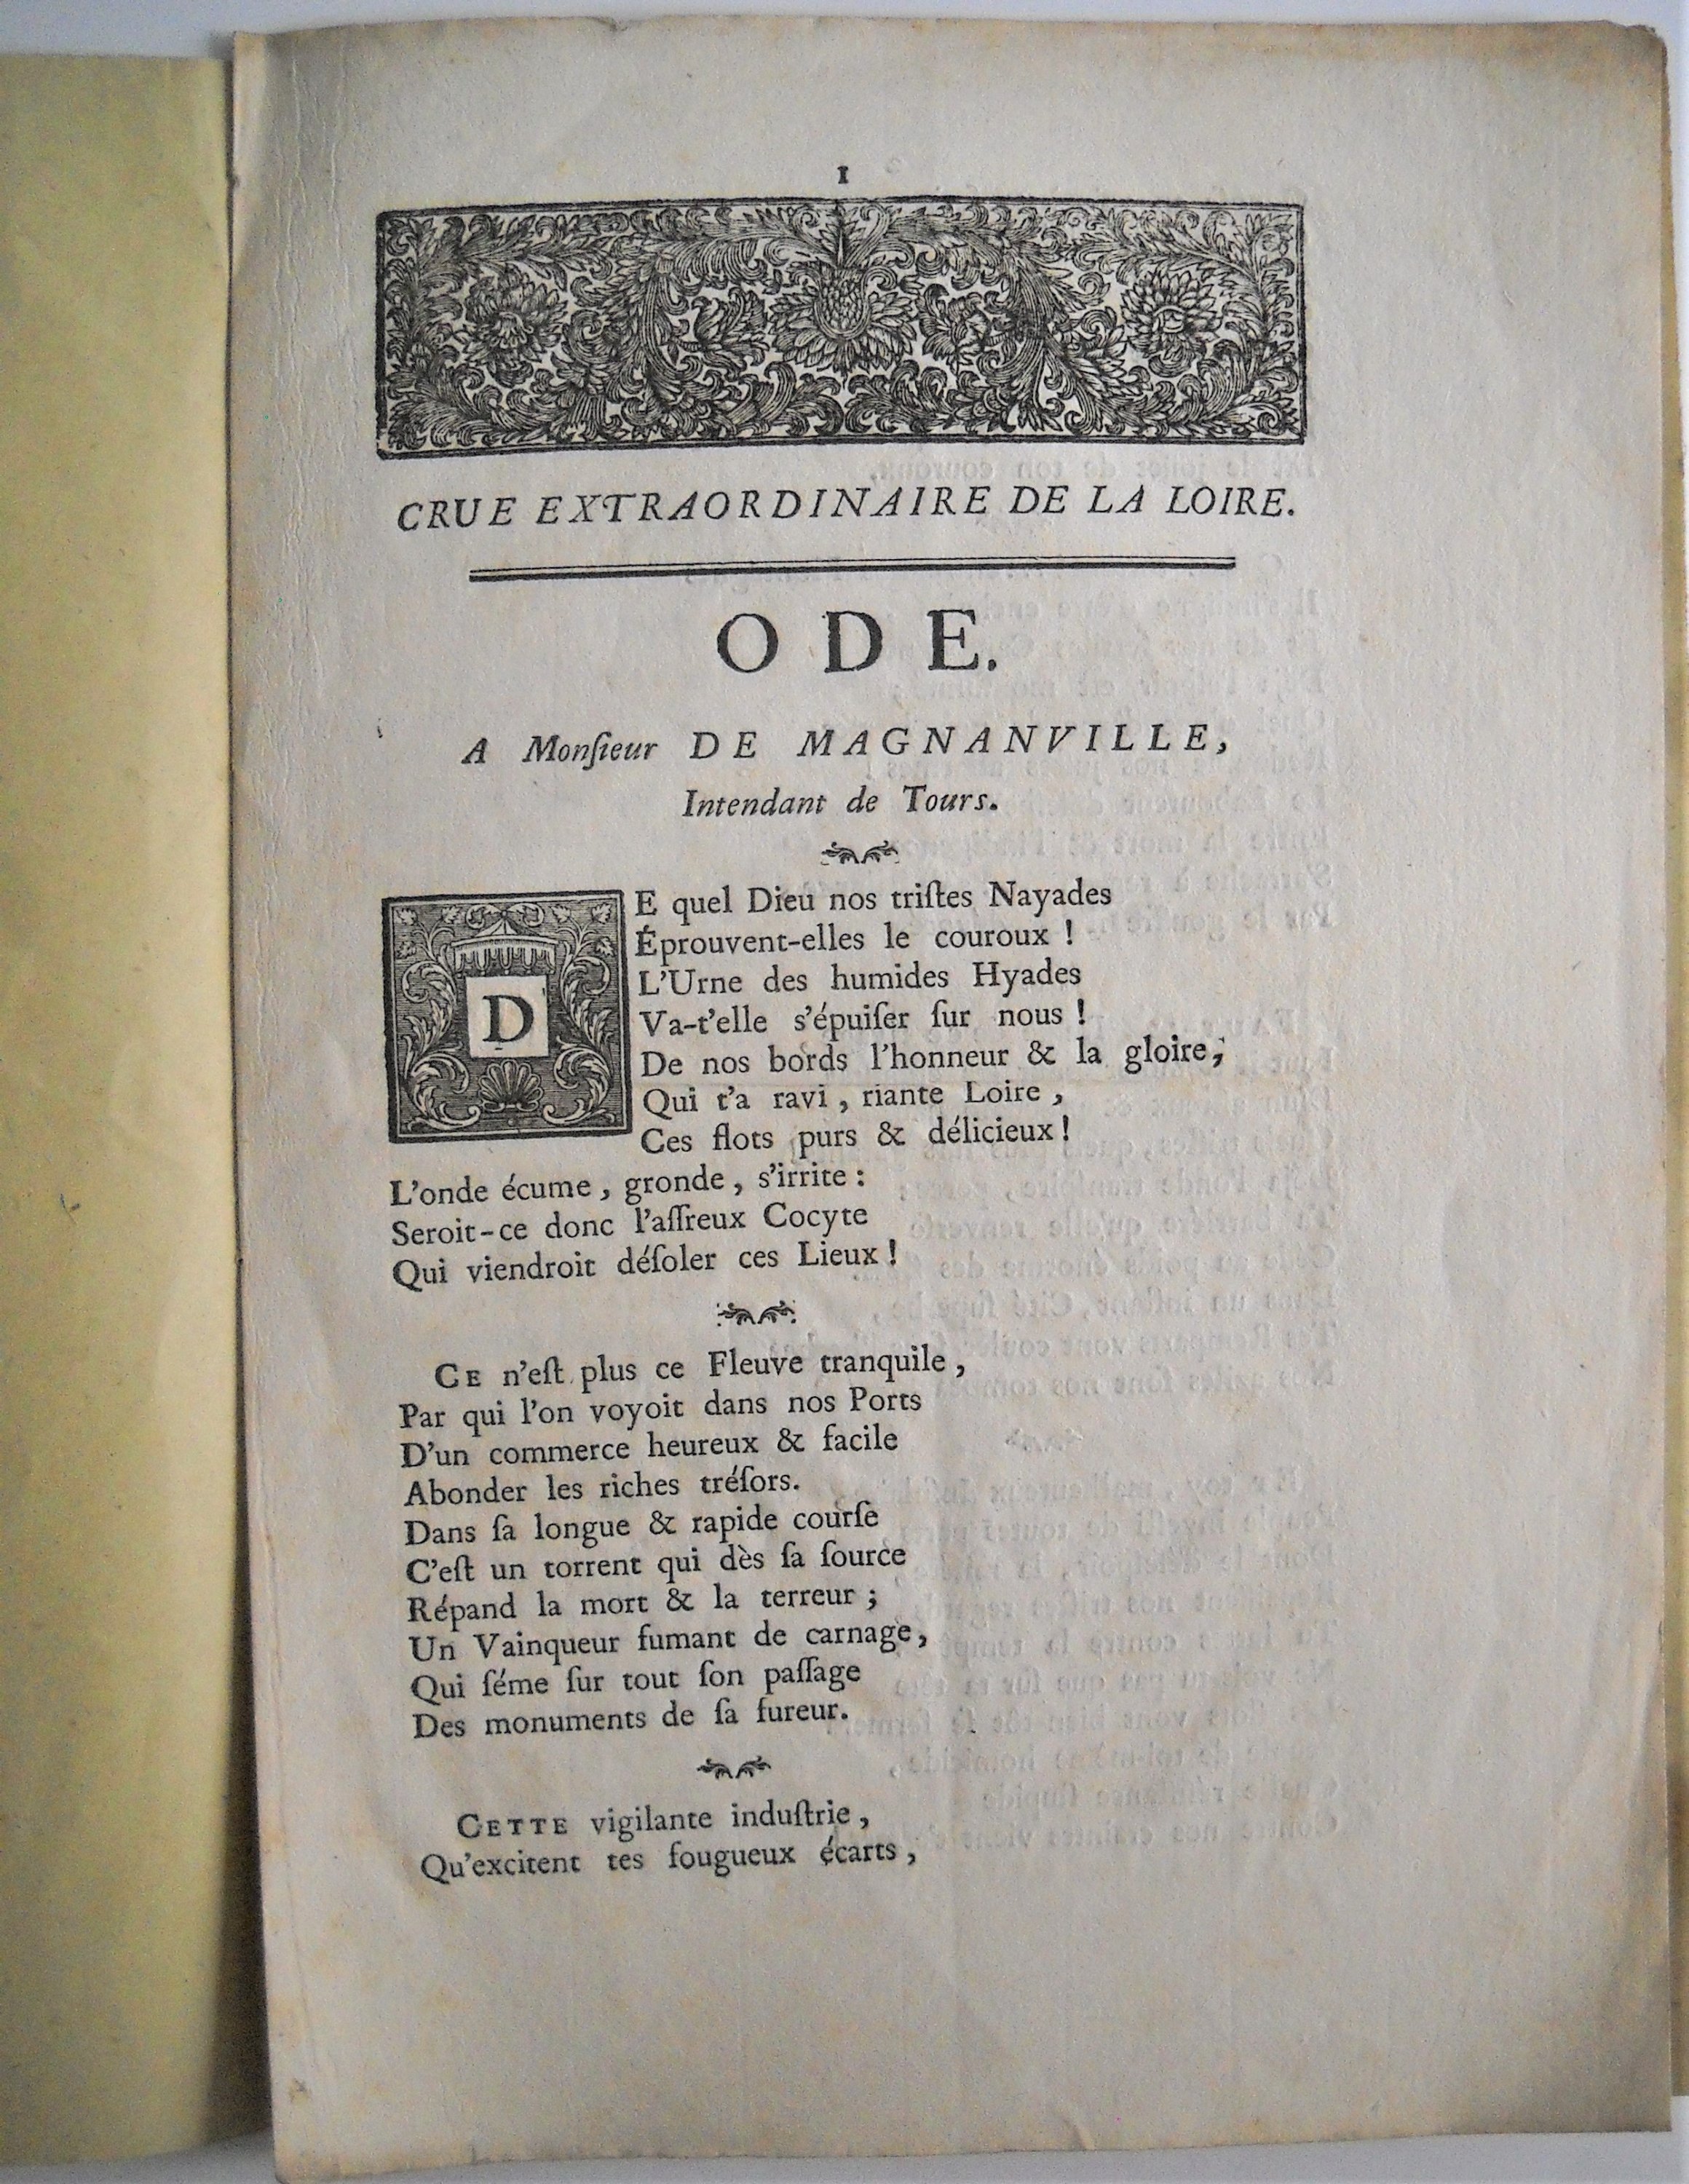 1
CRUE EXTRAORDINAIRE DE LA LOIRE.
ODE.
A Monſieur DE MAGNANVILLE,
Intendant de Tours.
DE quel Dieu nos triſtes Nayades
Éprouvent-elles le couroux !
L'Urne des humides Hyades
Va-t'elle s'épuiſer ſur nous !
De nos bords l'honneur & la gloire,
Qui t'a ravi, riante Loire,
Ces flots purs & délicieux !
L'onde écume, gronde, s'irrite :
Seroit-ce donc l'affreux Cocyte
Qui viendroit déſoler ces Lieux !
CE n'eſt plus ce Fleuve tranquile,
Par qui l'on voyoit dans nos Ports
D'un commerce heureux & facile
Abonder les riches tréſors.
Dans ſa longue & rapide courſe
C'eſt un torrent qui dès ſa ſource
Répand la mort & la terreur ;
Un Vainqueur fumant de carnage,
Qui ſéme ſur tout ſon paſſage
Des monuments de ſa fureur.
CETTE vigilante induſtrie,
Qu'excitent tes fougueux écarts,